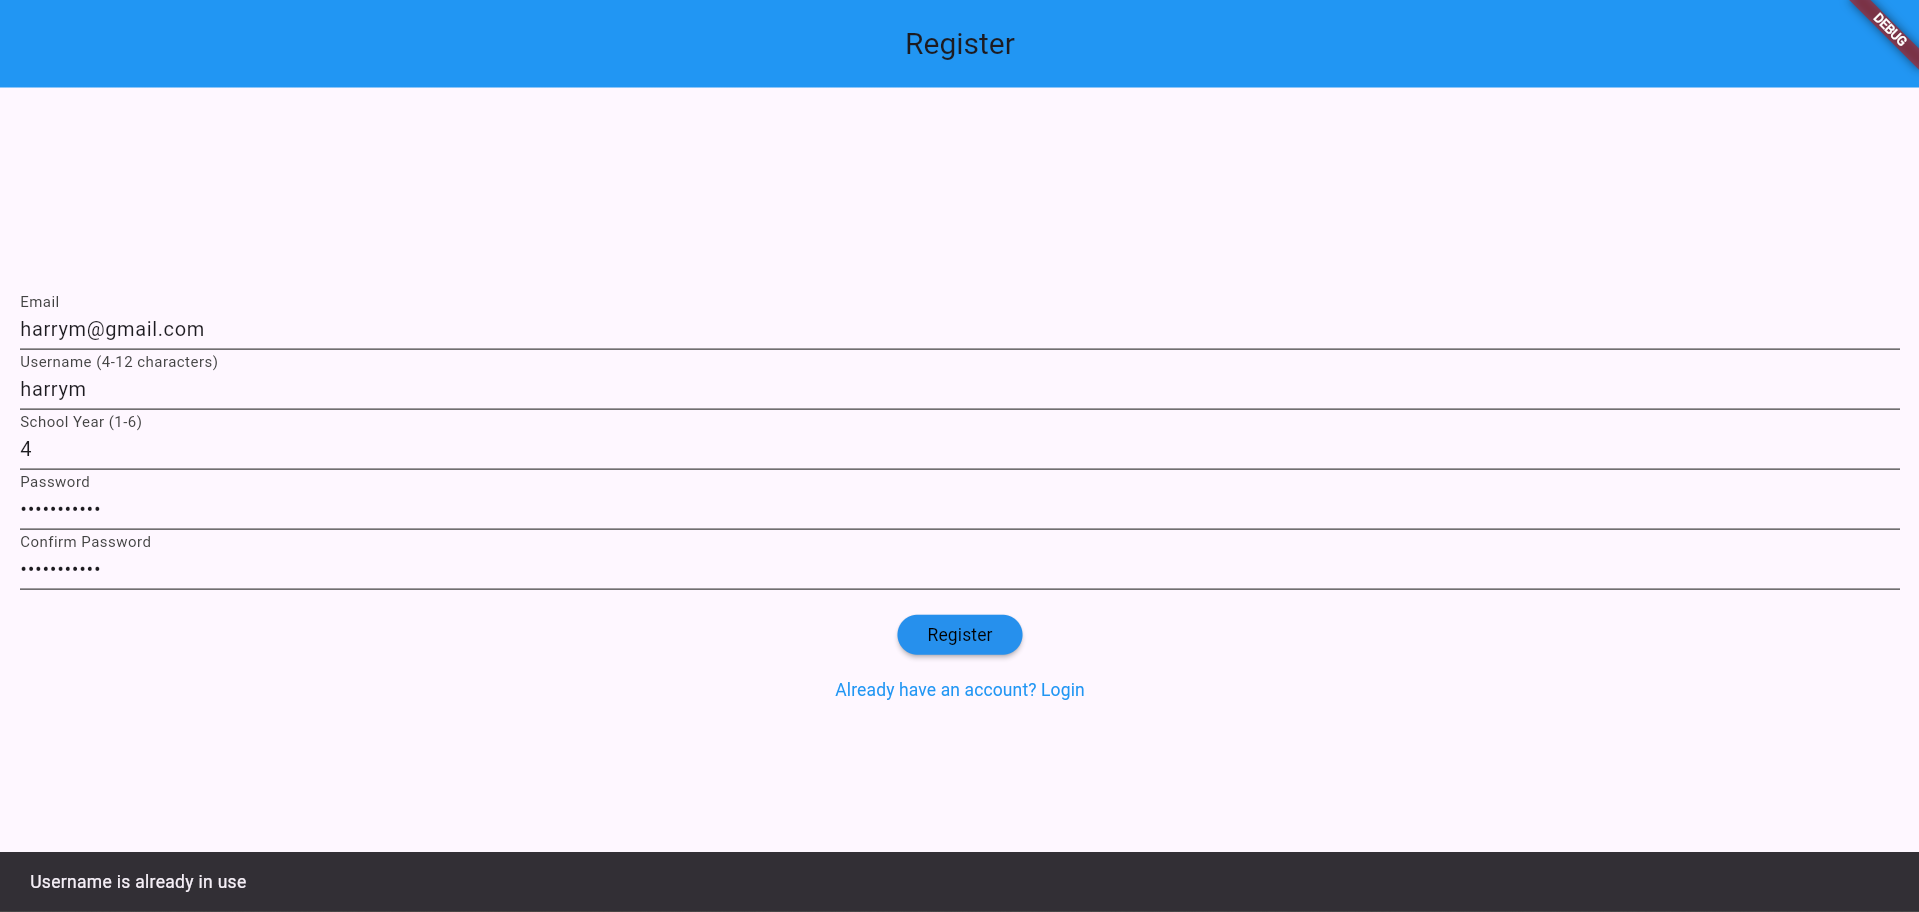 Register
DEBUG
Email
harrym@gmail.com
Username (4-12 characters)
harrym
School Year (1-6)
4
Password
•••••••••••
Confirm Password
•••••••••••
Register
Already have an account? Login
Username is already in use